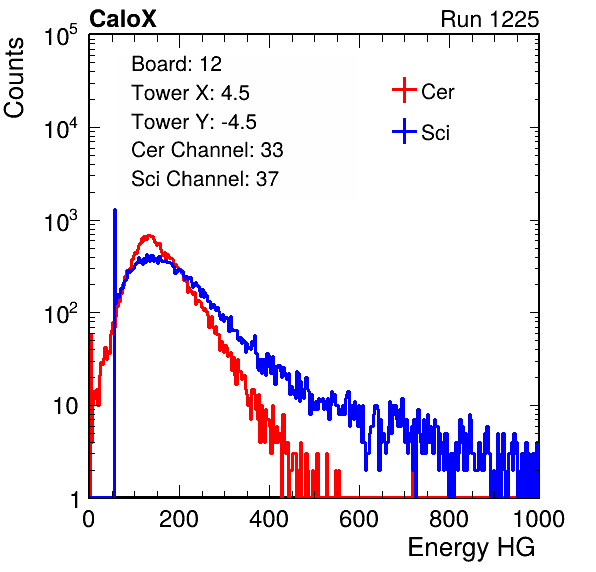 CaloX Run 1225
Counts
10^5
10^4
10^3
10^2
10
1
Board: 12
Tower X: 4.5
Tower Y: -4.5
Cer Channel: 33
Sci Channel: 37
Cer
Sci
0 200 400 600 800 1000
Energy HG